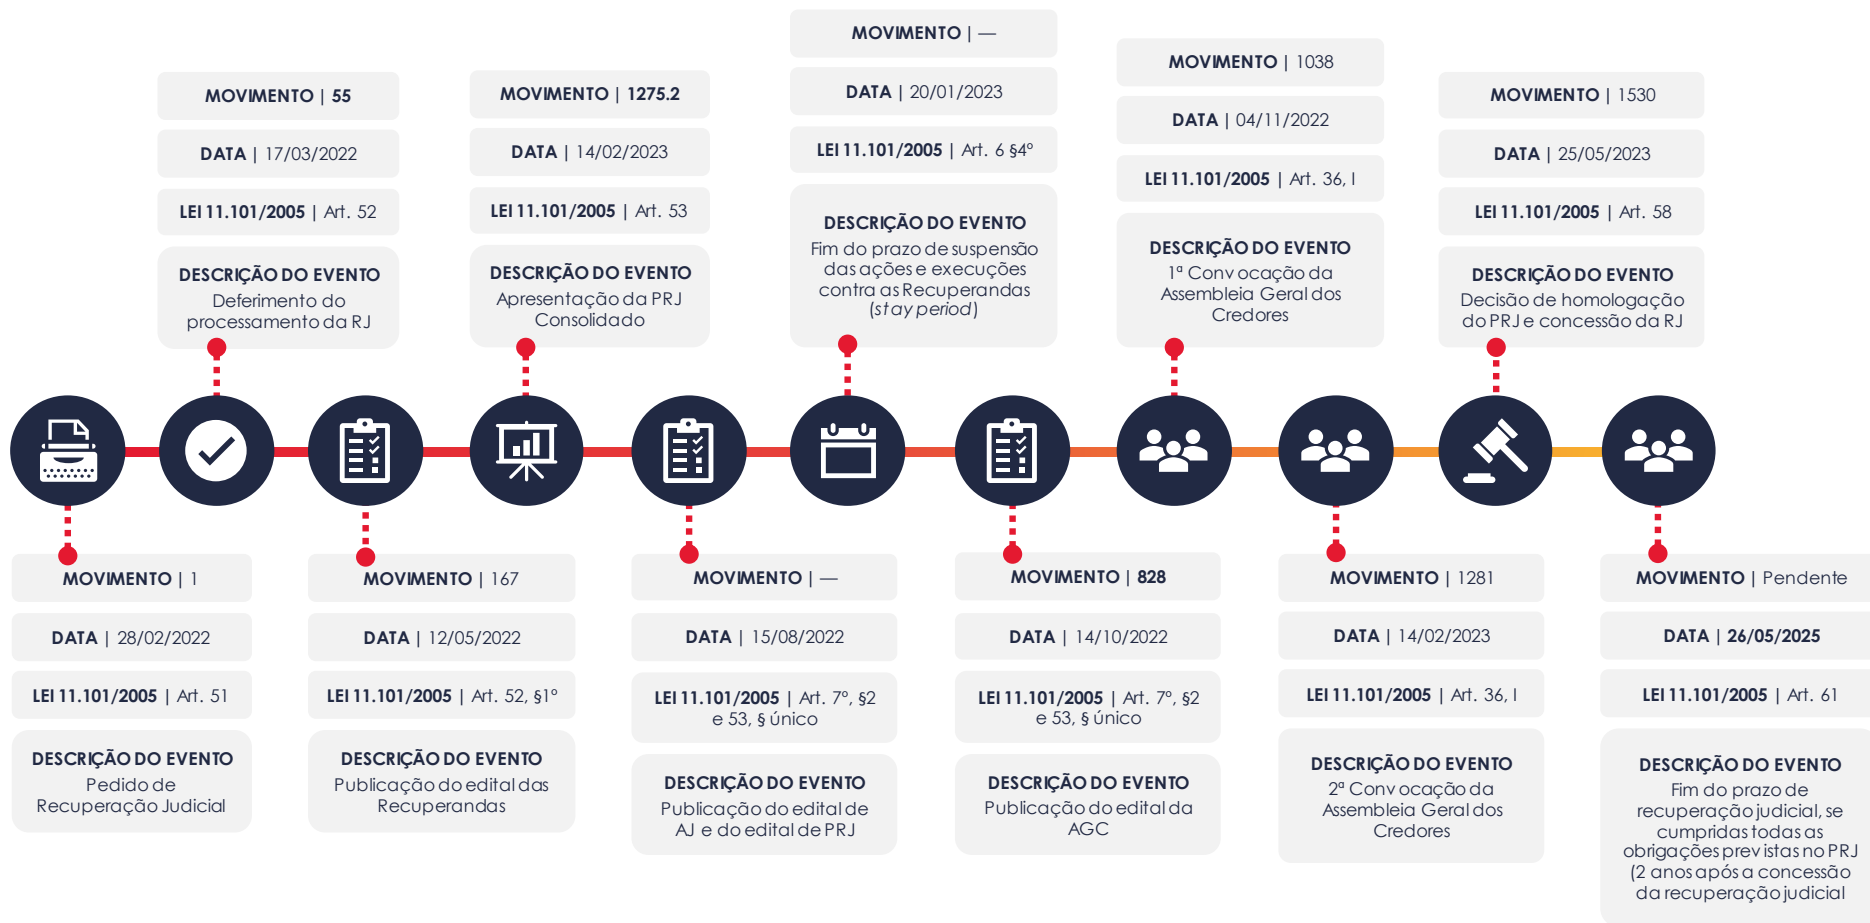 MOVIMENTO | 55
DATA | 17/03/2022
LEI 11.101/2005 | Art. 52
DESCRIÇÃO DO EVENTO
Deferimento do
processamento da RJ
MOVIMENTO | 1275.2
DATA | 14/02/2023
LEI 11.101/2005 | Art. 53
DESCRIÇÃO DO EVENTO
Apresentação da PRJ
Consolidado
MOVIMENTO | —
DATA | 20/01/2023
LEI 11.101/2005 | Art. 6 §4º
DESCRIÇÃO DO EVENTO
Fim do prazo de suspensão
das ações e execuções
contra as Recuperandas
(stay period)
MOVIMENTO | 1038
DATA | 04/11/2022
LEI 11.101/2005 | Art. 36, I
DESCRIÇÃO DO EVENTO
1ª Convocação da
Assembleia Geral dos
Credores
MOVIMENTO | 1530
DATA | 25/05/2023
LEI 11.101/2005 | Art. 58
DESCRIÇÃO DO EVENTO
Decisão de homologação
do PRJ e concessão da RJ
MOVIMENTO | 1
DATA | 28/02/2022
LEI 11.101/2005 | Art. 51
DESCRIÇÃO DO EVENTO
Pedido de
Recuperação Judicial
MOVIMENTO | 167
DATA | 12/05/2022
LEI 11.101/2005 | Art. 52, §1º
DESCRIÇÃO DO EVENTO
Publicação do edital das
Recuperandas
MOVIMENTO | —
DATA | 15/08/2022
LEI 11.101/2005 | Art. 7º, §2
e 53, § único
DESCRIÇÃO DO EVENTO
Publicação do edital de
AJ e do edital de PRJ
MOVIMENTO | 828
DATA | 14/10/2022
LEI 11.101/2005 | Art. 7º, §2
e 53, § único
DESCRIÇÃO DO EVENTO
Publicação do edital da
AGC
MOVIMENTO | 1281
DATA | 14/02/2023
LEI 11.101/2005 | Art. 36, I
DESCRIÇÃO DO EVENTO
2ª Convocação da
Assembleia Geral dos
Credores
MOVIMENTO | Pendente
DATA | 26/05/2025
LEI 11.101/2005 | Art. 61
DESCRIÇÃO DO EVENTO
Fim do prazo de
recuperação judicial, se
cumpridas todas as
obrigações previstas no PRJ
(2 anos após a concessão
da recuperação judicial